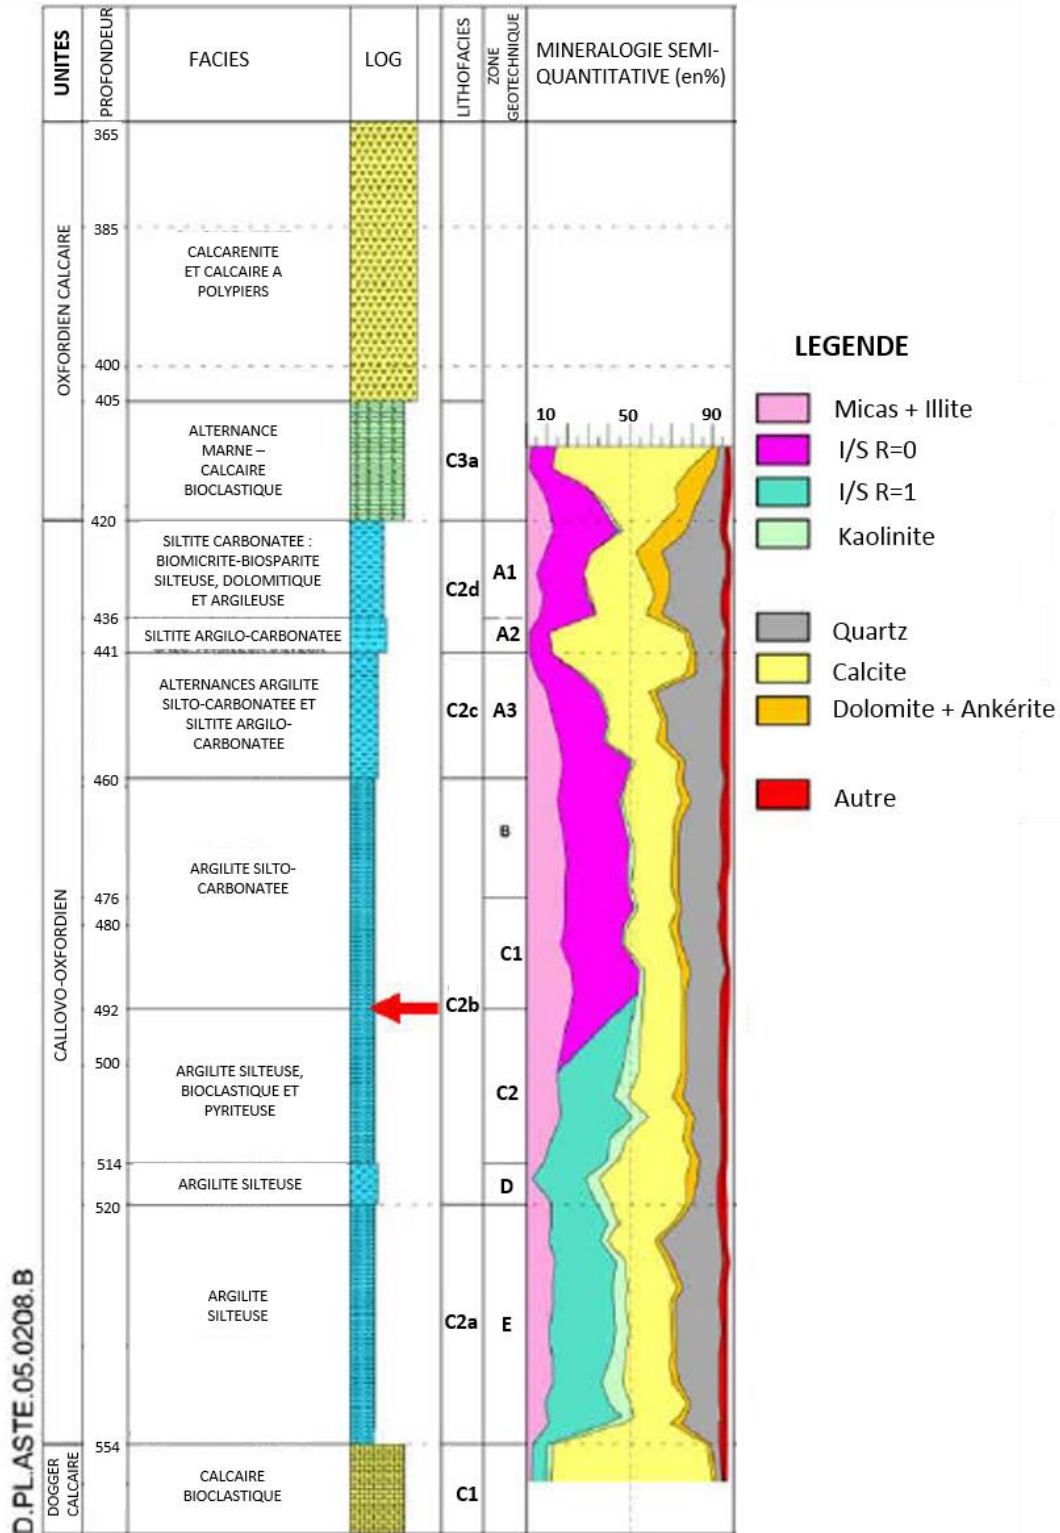 UNITES
PROFONDEUR
FACIES
LOG
LITHOFACIES
ZONE
GEOTECHNIQUE
MINERALOGIE SEMI-
QUANTITATIVE (en%)
OXFORDIEN CALCAIRE
365
385
CALCARENITE
ET CALCAIRE A
POLYPIERS
400
405
ALTERNANCE
MARNE –
CALCAIRE
BIOCLASTIQUE
C3a
10 50 90
420
CALLOVO-OXFORDIEN
SILTITE CARBONATEE :
BIOMICRITE-BIOSPARITE
SILTEUSE, DOLOMITIQUE
ET ARGILEUSE
C2d
A1
436
SILTITE ARGILO-CARBONATEE
A2
441
ALTERNANCES ARGILITE
SILTO-CARBONATEE ET
SILTITE ARGILO-
CARBONATEE
C2c
A3
460
ARGILITE SILTO-
CARBONATEE
B
476
480
C1
C2b
492
500
ARGILITE SILTEUSE,
BIOCLASTIQUE ET
PYRITEUSE
C2
514
ARGILITE SILTEUSE
D
520
ARGILITE
SILTEUSE
C2a
E
554
DOGGER
CALCAIRE
CALCAIRE
BIOCLASTIQUE
C1
LEGENDE
Micas + Illite
I/S R=0
I/S R=1
Kaolinite
Quartz
Calcite
Dolomite + Ankérite
Autre
D.PL.ASTE.05.0208.B